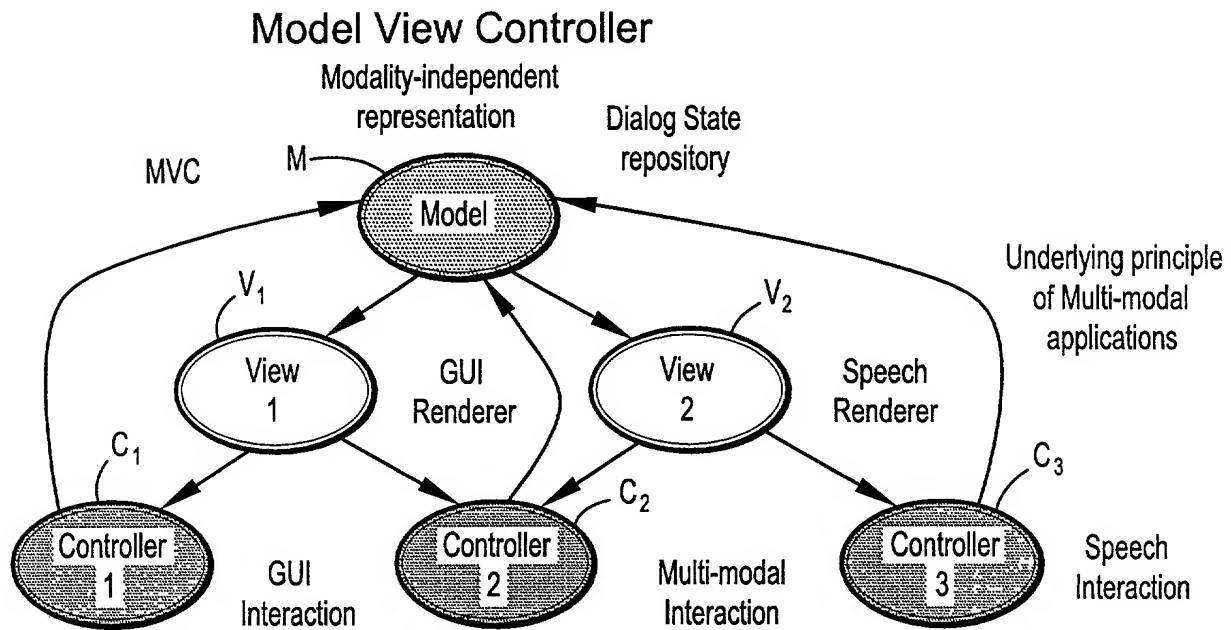 Model View Controller
Modality-independent
representation
Dialog State
repository
MVC
M
Model
Underlying principle
of Multi-modal
applications
V1
V2
View
1
GUI
Renderer
View
2
Speech
Renderer
C1
C2
C3
Controller
1
GUI
Interaction
Controller
2
Multi-modal
Interaction
Controller
3
Speech
Interaction